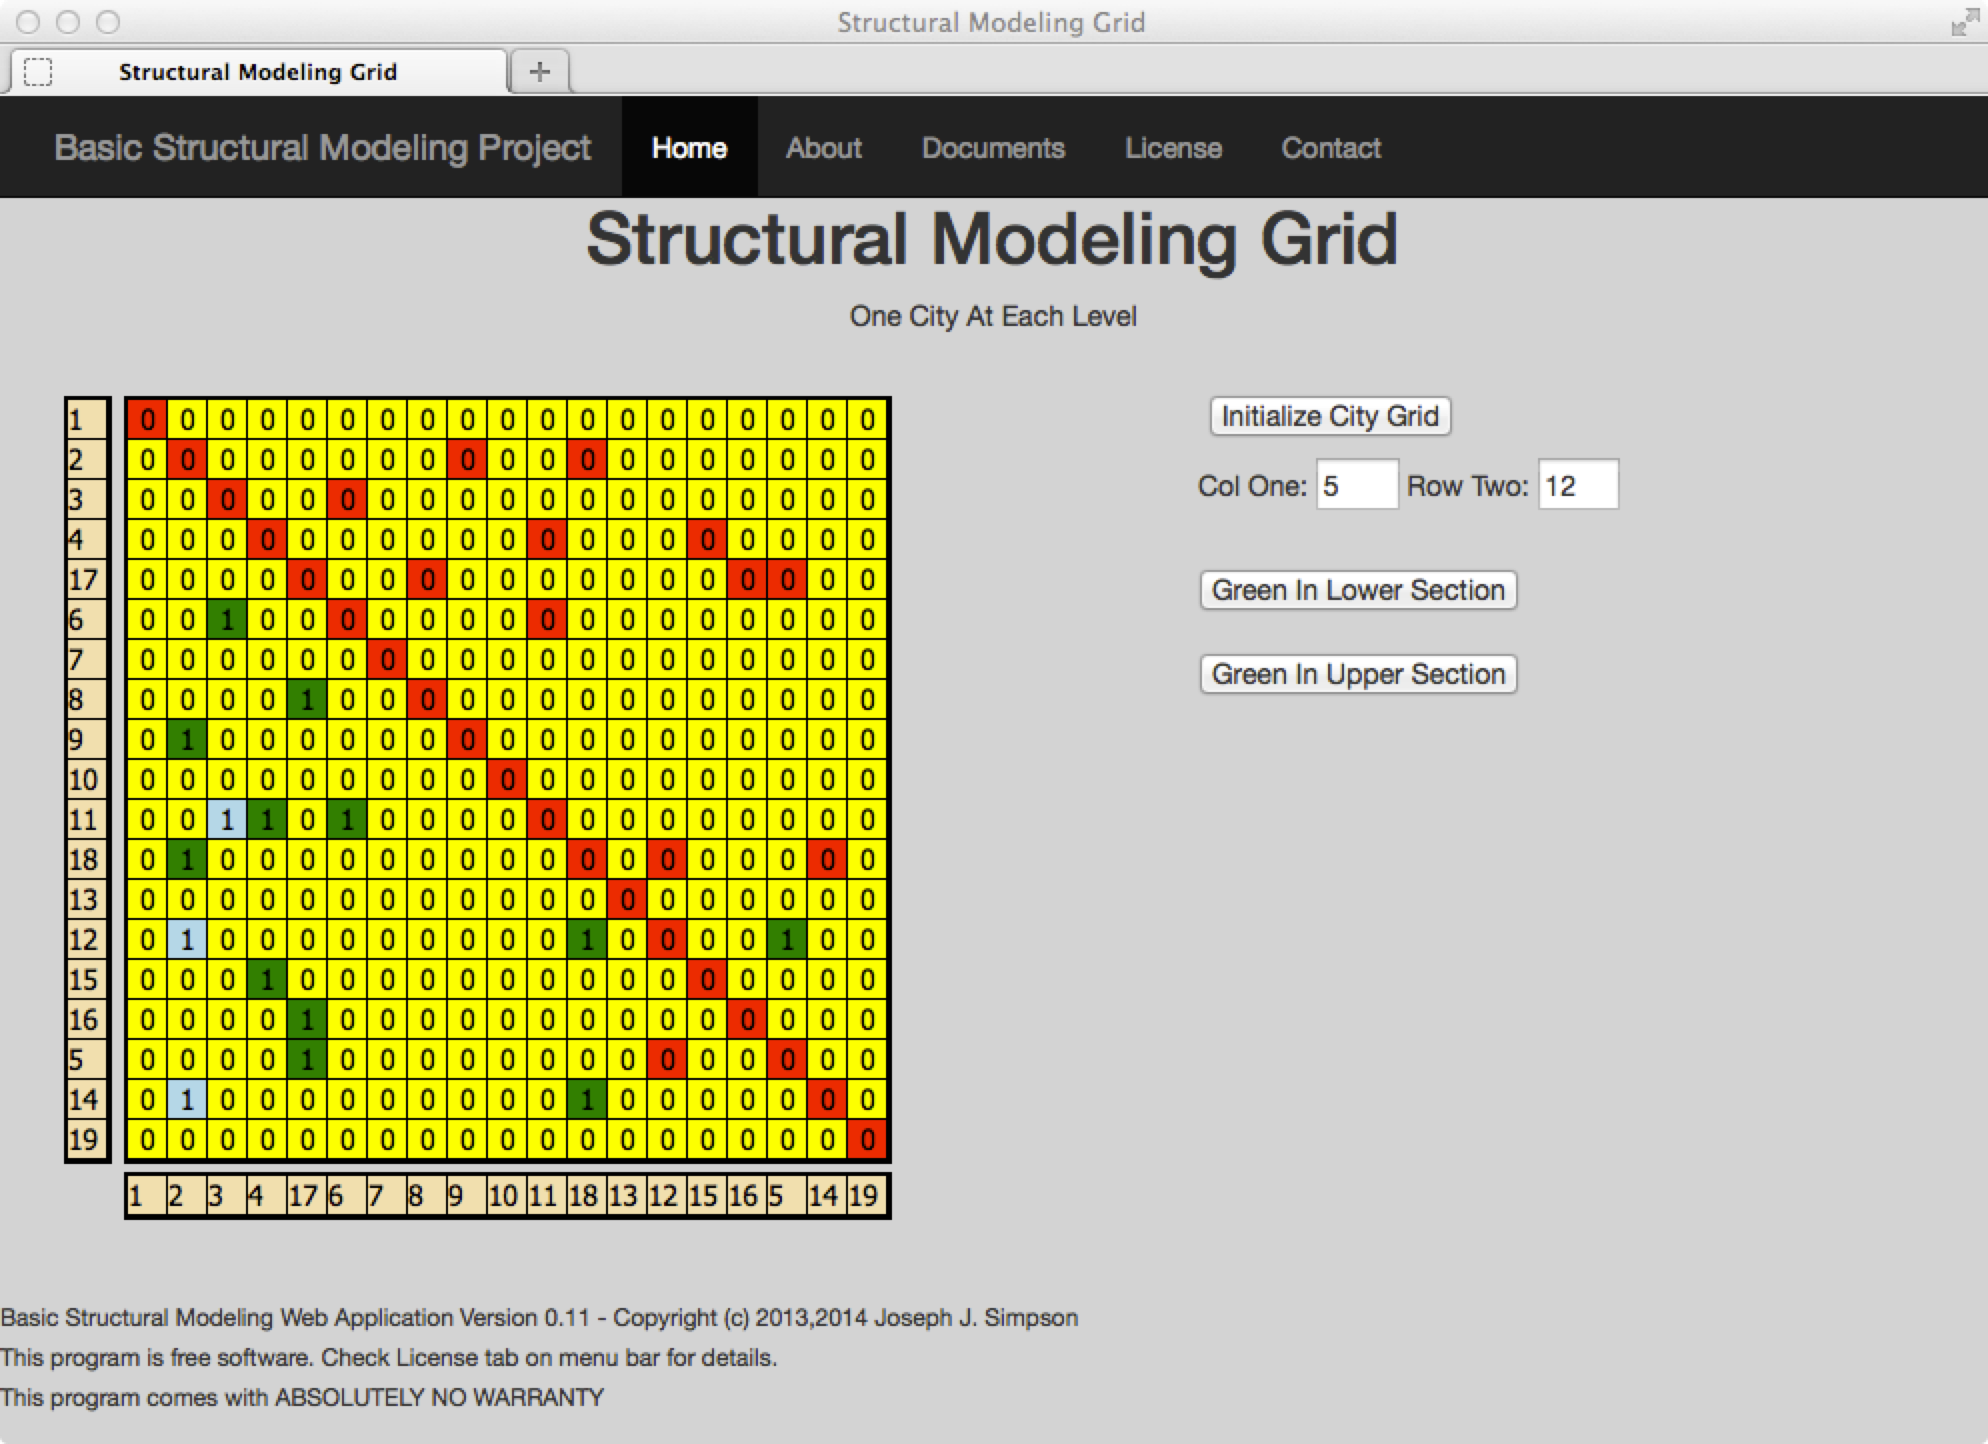 Structural Modeling Grid
Structural Modeling Grid
Basic Structural Modeling Project Home About Documents License Contact
Structural Modeling Grid
One City At Each Level
1 0 0 0 0 0 0 0 0 0 0 0 0 0 0 0 0 0 0 0 Initialize City Grid
2 0 0 0 0 0 0 0 0 0 0 0 0 0 0 0 0 0 0 0
3 0 0 0 0 0 0 0 0 0 0 0 0 0 0 0 0 0 0 0 Col One: 5 Row Two: 12
4 0 0 0 0 0 0 0 0 0 0 0 0 0 0 0 0 0 0 0
17 0 0 0 0 0 0 0 0 0 0 0 0 0 0 0 0 0 0 0 Green In Lower Section
6 0 0 1 0 0 0 0 0 0 0 0 0 0 0 0 0 0 0 0
7 0 0 0 0 0 0 0 0 0 0 0 0 0 0 0 0 0 0 0 Green In Upper Section
8 0 0 0 0 1 0 0 0 0 0 0 0 0 0 0 0 0 0 0
9 0 1 0 0 0 0 0 0 0 0 0 0 0 0 0 0 0 0 0
10 0 0 0 0 0 0 0 0 0 0 0 0 0 0 0 0 0 0 0
11 0 0 1 1 0 1 0 0 0 0 0 0 0 0 0 0 0 0 0
18 0 1 0 0 0 0 0 0 0 0 0 0 0 0 0 0 0 0 0
13 0 0 0 0 0 0 0 0 0 0 0 0 0 0 0 0 0 0 0
12 0 1 0 0 0 0 0 0 0 0 0 1 0 0 0 0 1 0 0
15 0 0 0 1 0 0 0 0 0 0 0 0 0 0 0 0 0 0 0
16 0 0 0 0 1 0 0 0 0 0 0 0 0 0 0 0 0 0 0
5 0 0 0 0 1 0 0 0 0 0 0 0 0 0 0 0 0 0 0
14 0 1 0 0 0 0 0 0 0 0 0 1 0 0 0 0 0 0 0
19 0 0 0 0 0 0 0 0 0 0 0 0 0 0 0 0 0 0 0
1 2 3 4 17 6 7 8 9 10 11 18 13 12 15 16 5 14 19
Basic Structural Modeling Web Application Version 0.11 - Copyright (c) 2013,2014 Joseph J. Simpson
This program is free software. Check License tab on menu bar for details.
This program comes with ABSOLUTELY NO WARRANTY